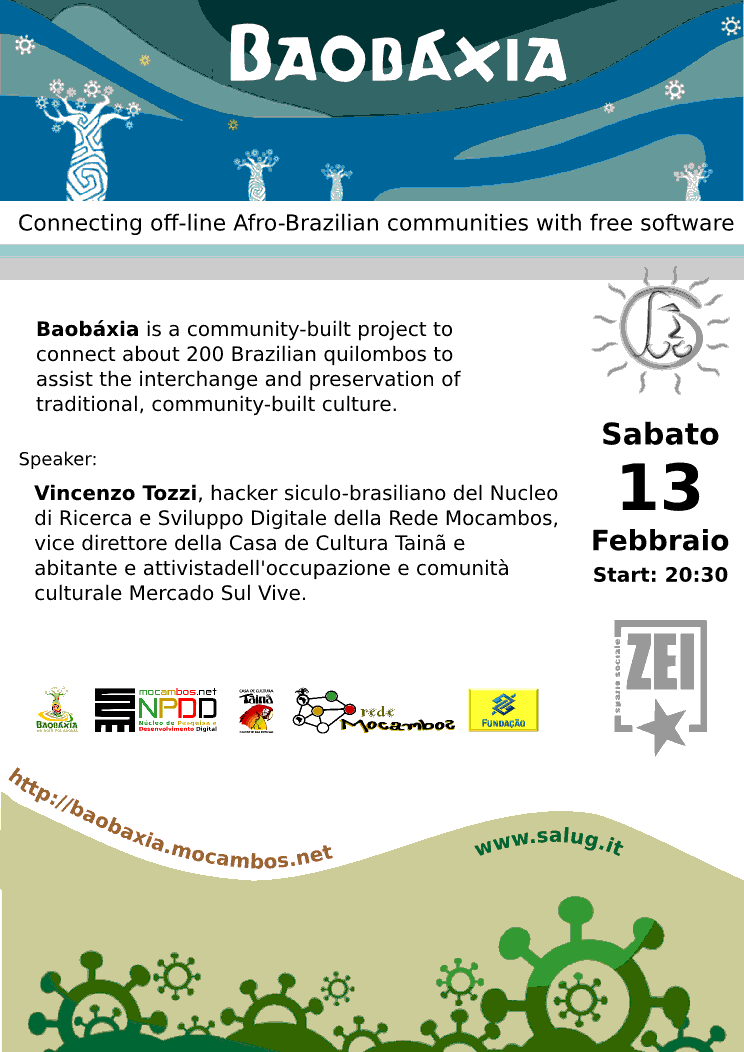 BAOBÁXIA
Connecting off-line Afro-Brazilian communities with free software
Baobáxia is a community-built project to
connect about 200 Brazilian quilombos to
assist the interchange and preservation of
traditional, community-built culture.
Sabato
13
Febbraio
Start: 20:30
Speaker:
Vincenzo Tozzi, hacker siculo-brasiliano del Nucleo
di Ricerca e Sviluppo Digitale della Rede Mocambos,
vice direttore della Casa de Cultura Tainã e
abitante e attivistadell'occupazione e comunità
culturale Mercado Sul Vive.
spazio sociale
ZEI
BAOBÁXIA
mocambos.net
NPDD
Núcleo de Pesquisa e
Desenvolvimento Digital
CASA DE CULTURA
Tainã
rede
Mocambos
FUNDAÇÃO
http://baobaxia.mocambos.net
www.salug.it